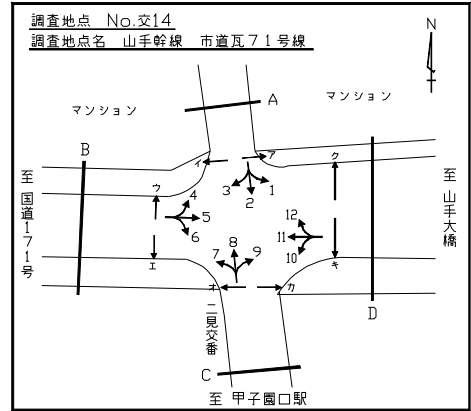 調査地点 No.交14
調査地点名 山手幹線 市道瓦71号線
N
マンション
マンション
A
B
C
D
至 国道171号
至 山手大橋
至 甲子園口駅
二見交番
ア
イ
ウ
エ
オ
カ
キ
ク
1
2
3
4
5
6
7
8
9
10
11
12